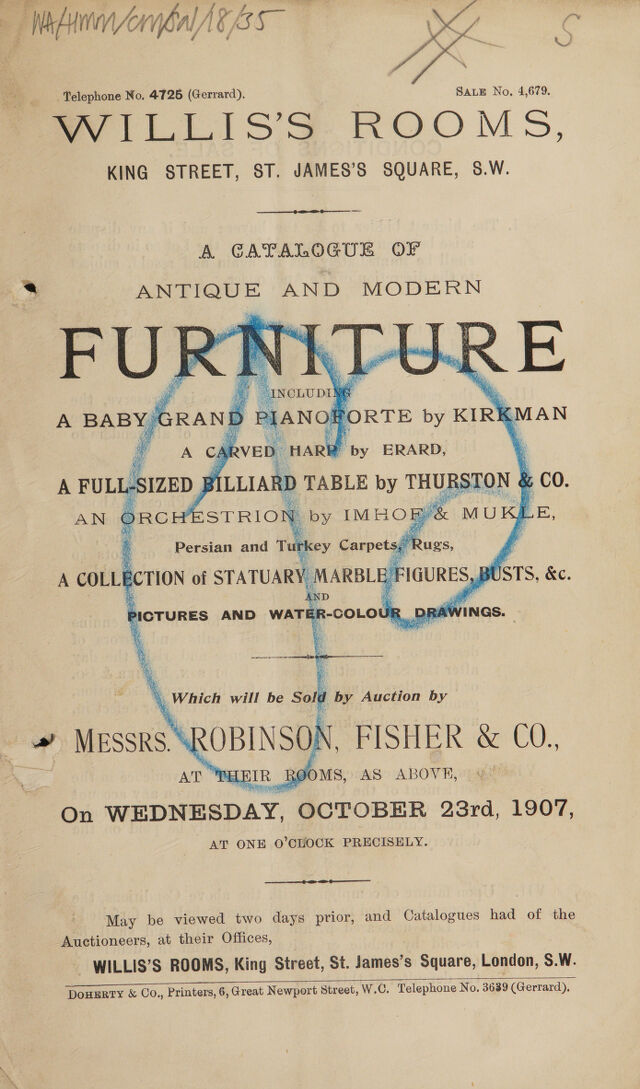 WA/HMM/CM/Sal/18/35
S
Telephone No. 4725 (Gerrard).
SALE No. 4,679.
WILLIS'S ROOMS,
KING STREET, ST. JAMES'S SQUARE, S.W.
A CATALOGUE OF
ANTIQUE AND MODERN
FURNITURE
INCLUDING
A BABY GRAND PIANOFORTE by KIRKMAN
A CARVED HARP by ERARD,
A FULL-SIZED BILLIARD TABLE by THURSTON & CO.
AN ORCHESTRION by IMHOF & MUKLE,
Persian and Turkey Carpets, Rugs,
A COLLECTION of STATUARY MARBLE FIGURES, BUSTS, &c.
AND
PICTURES AND WATER-COLOUR DRAWINGS.
Which will be Sold by Auction by
MESSRS. ROBINSON, FISHER & CO.,
AT THEIR ROOMS, AS ABOVE,
On WEDNESDAY, OCTOBER 23rd, 1907,
AT ONE O'CLOCK PRECISELY.
May be viewed two days prior, and Catalogues had of the
Auctioneers, at their Offices,
WILLIS'S ROOMS, King Street, St. James's Square, London, S.W.
DOHERTY & Co., Printers, 6, Great Newport Street, W.C. Telephone No. 3639 (Gerrard).